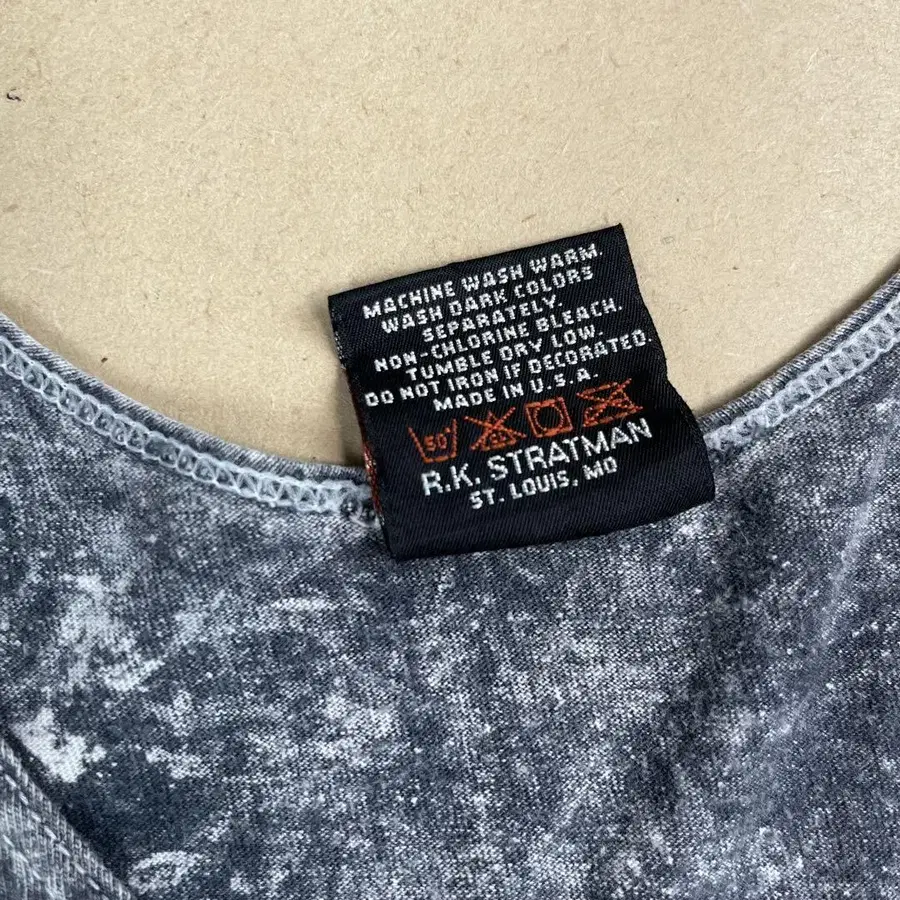 MACHINE WASH WARM.
WASH DARK COLORS
SEPARATELY.
NON-CHLORINE BLEACH.
TUMBLE DRY LOW.
DO NOT IRON IF DECORATED.
MADE IN U.S.A.
50°
R.K. STRATMAN
ST. LOUIS, MO